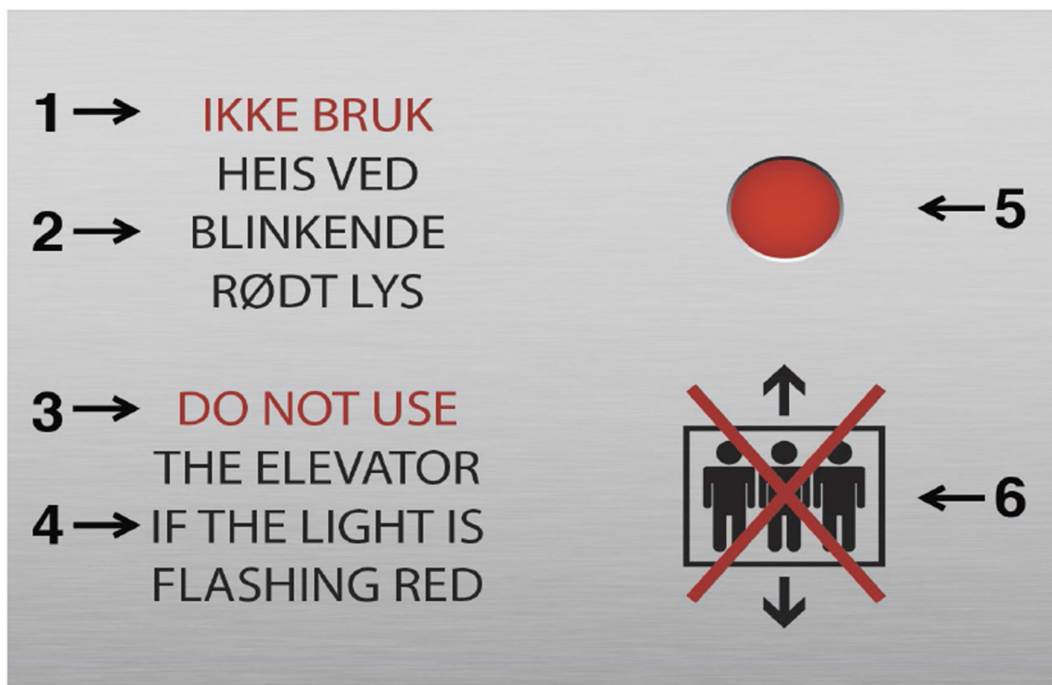 1
IKKE BRUK
HEIS VED
2
BLINKENDE
RØDT LYS
3
DO NOT USE
THE ELEVATOR
4
IF THE LIGHT IS
FLASHING RED
5
6